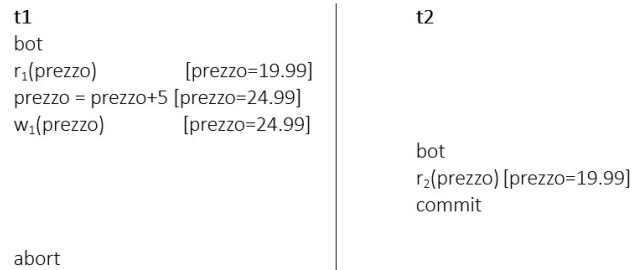 t1
bot
r₁(prezzo) [prezzo=19.99]
prezzo = prezzo+5 [prezzo=24.99]
w₁(prezzo) [prezzo=24.99]
abort
t2
bot
r₂(prezzo) [prezzo=19.99]
commit